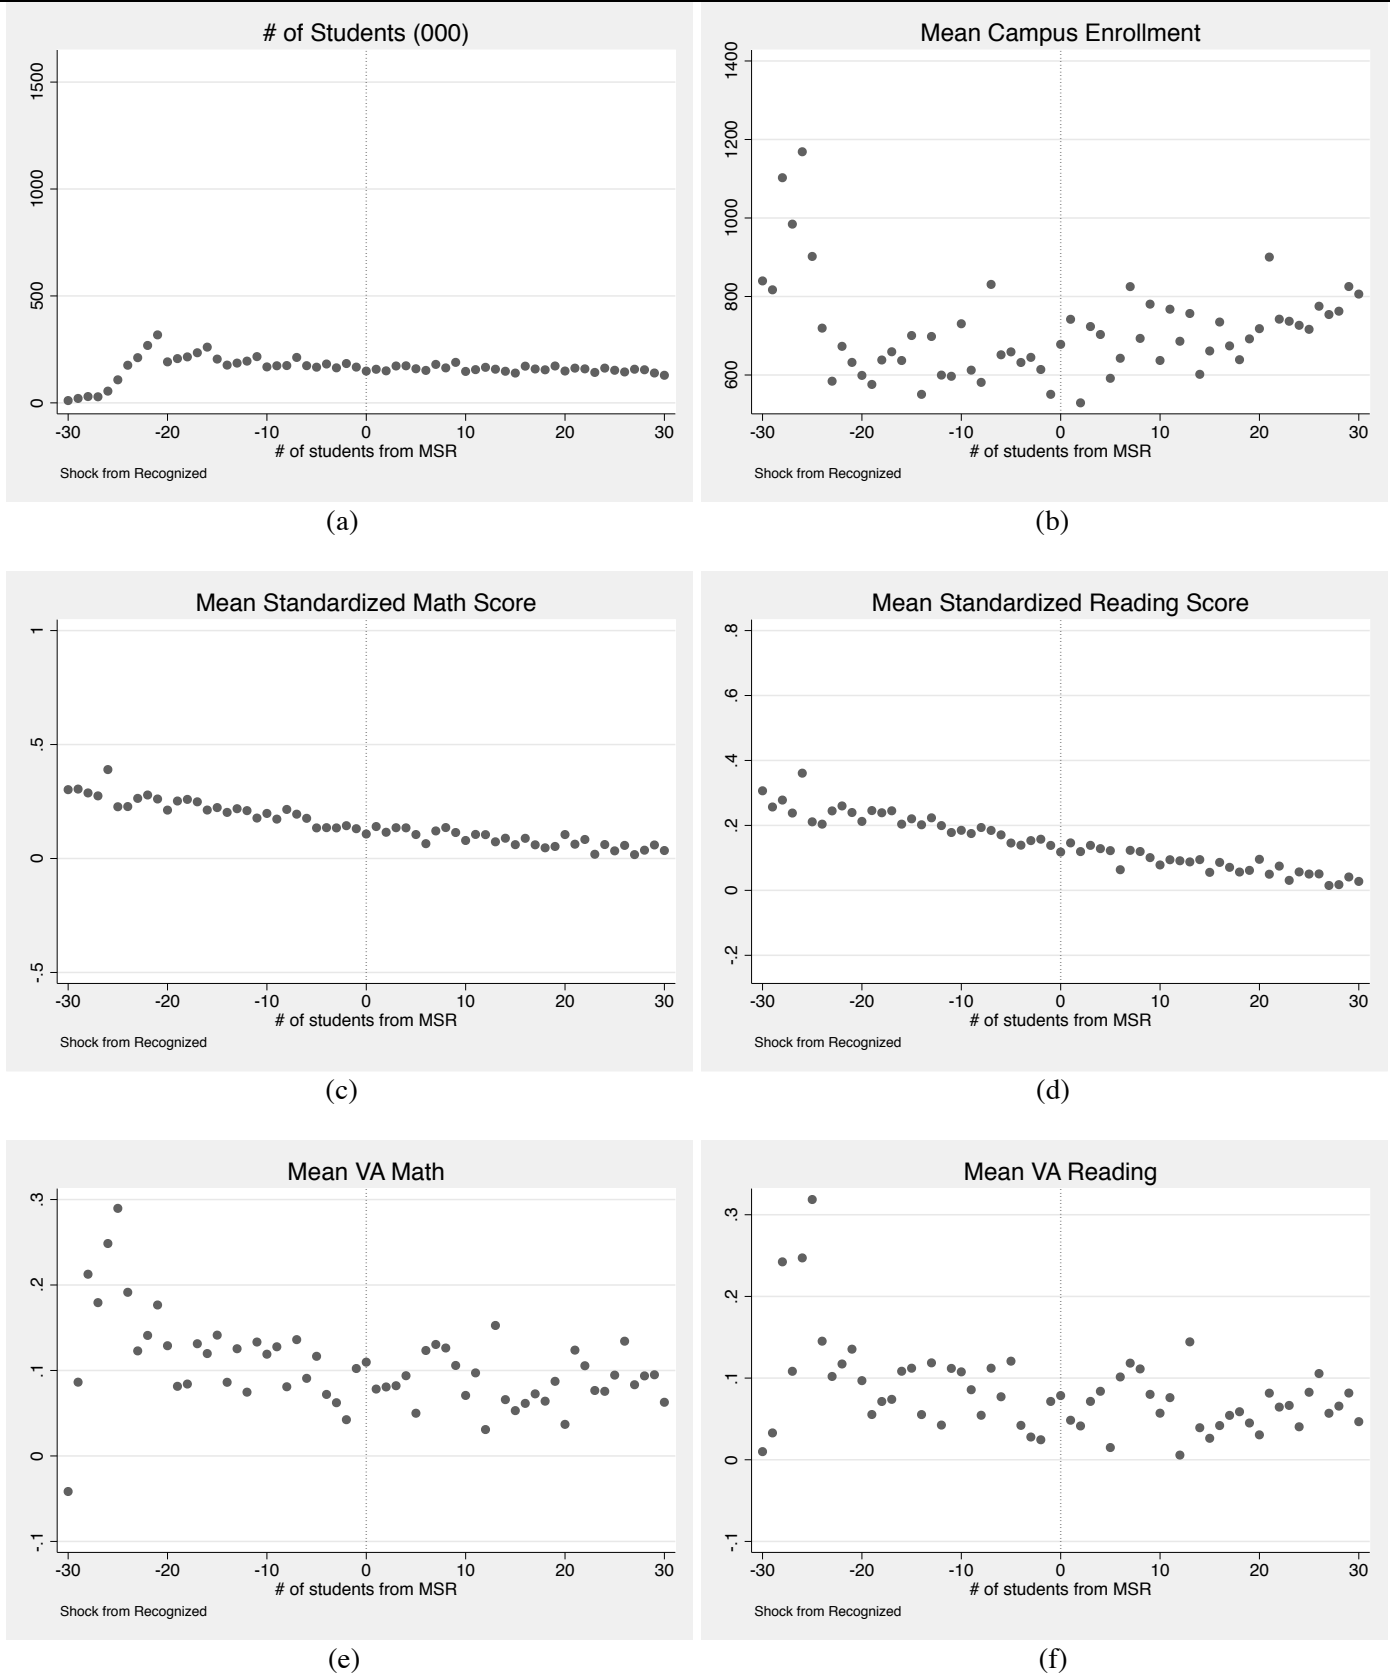 # of Students (000)
1500
1000
500
0
-30 -20 -10 0 10 20 30
# of students from MSR
Shock from Recognized
(a)
Mean Campus Enrollment
1400
1200
1000
800
600
-30 -20 -10 0 10 20 30
# of students from MSR
Shock from Recognized
(b)
Mean Standardized Math Score
1
.5
0
-.5
-30 -20 -10 0 10 20 30
# of students from MSR
Shock from Recognized
(c)
Mean Standardized Reading Score
.8
.6
.4
.2
0
-.2
-30 -20 -10 0 10 20 30
# of students from MSR
Shock from Recognized
(d)
Mean VA Math
.3
.2
.1
0
-.1
-30 -20 -10 0 10 20 30
# of students from MSR
Shock from Recognized
(e)
Mean VA Reading
.3
.2
.1
0
-.1
-30 -20 -10 0 10 20 30
# of students from MSR
Shock from Recognized
(f)